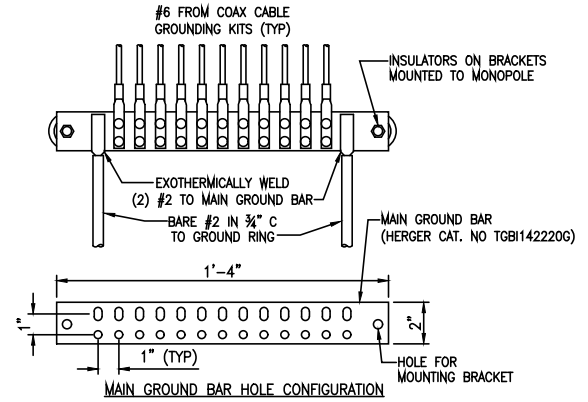 #6 FROM COAX CABLE
GROUNDING KITS (TYP)
INSULATORS ON BRACKETS
MOUNTED TO MONOPOLE
EXOTHERMICALLY WELD
(2) #2 TO MAIN GROUND BAR
BARE #2 IN ¾" C
TO GROUND RING
MAIN GROUND BAR
(HERGER CAT. NO TGBI142220G)
1'-4"
1"
2"
1" (TYP)
HOLE FOR
MOUNTING BRACKET
MAIN GROUND BAR HOLE CONFIGURATION